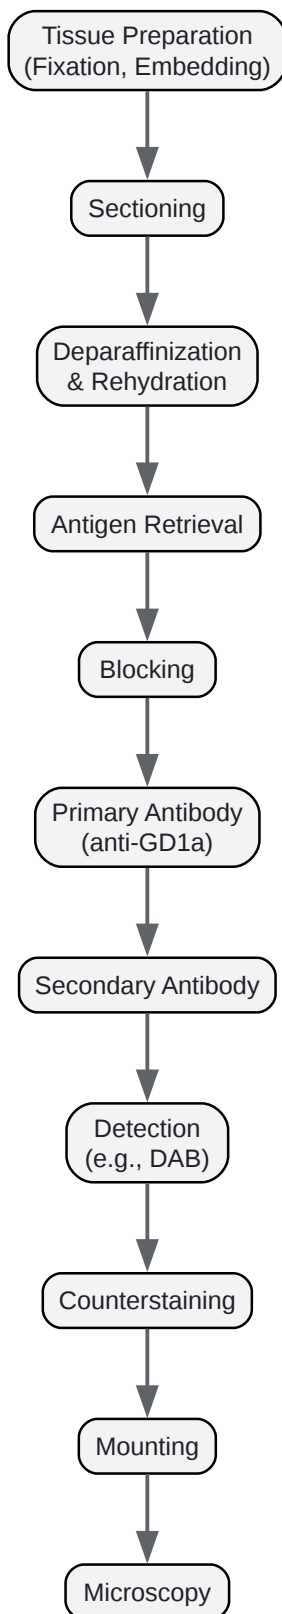 Tissue Preparation
(Fixation, Embedding)
Sectioning
Deparaffinization
& Rehydration
Antigen Retrieval
Blocking
Primary Antibody
(anti-GD1a)
Secondary Antibody
Detection
(e.g., DAB)
Counterstaining
Mounting
Microscopy